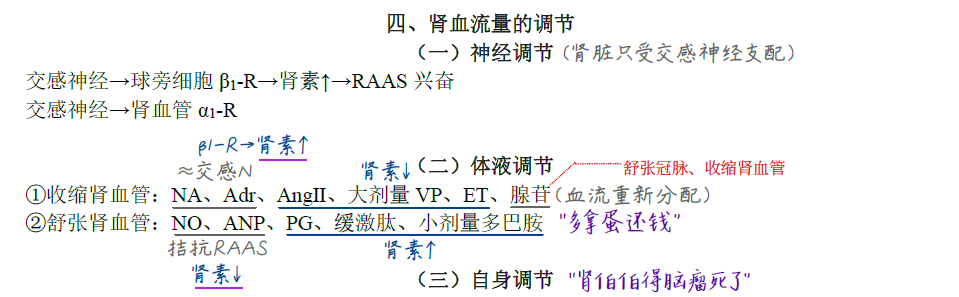 四、肾血流量的调节
（一）神经调节 (肾脏只受交感神经支配)
交感神经→球旁细胞 β₁-R→肾素↑→RAAS 兴奋
交感神经→肾血管 α₁-R
β1-R→肾素↑
≈交感N
肾素↓
（二）体液调节
舒张冠脉、收缩肾血管
①收缩肾血管：NA、Adr、AngII、大剂量 VP、ET、腺苷(血流重新分配)
②舒张肾血管：NO、ANP、PG、缓激肽、小剂量多巴胺 "多拿蛋还钱"
拮抗RAAS
肾素↑
肾素↓
（三）自身调节 "肾伯伯得脑瘤死了"